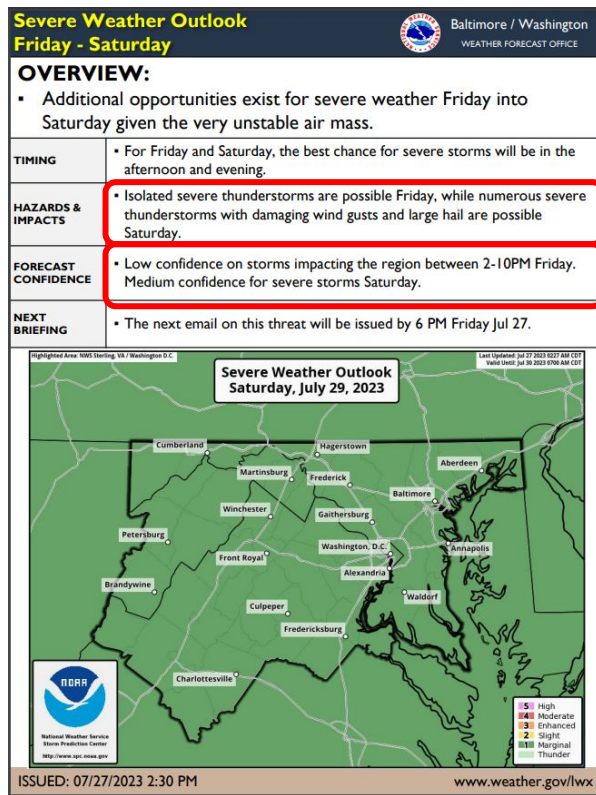 Severe Weather Outlook
Friday - Saturday
Baltimore / Washington
WEATHER FORECAST OFFICE
OVERVIEW:
▪ Additional opportunities exist for severe weather Friday into
Saturday given the very unstable air mass.
TIMING
▪ For Friday and Saturday, the best chance for severe storms will be in the
afternoon and evening.
HAZARDS &
IMPACTS
▪ Isolated severe thunderstorms are possible Friday, while numerous severe
thunderstorms with damaging wind gusts and large hail are possible
Saturday.
FORECAST
CONFIDENCE
▪ Low confidence on storms impacting the region between 2-10PM Friday.
Medium confidence for severe storms Saturday.
NEXT
BRIEFING
▪ The next email on this threat will be issued by 6 PM Friday Jul 27.
Highlighted Area: NWS Sterling, VA / Washington D.C.
Last Updated: Jul 27 2023 0227 AM CDT
Valid Until: Jul 30 2023 0700 AM CDT
Severe Weather Outlook
Saturday, July 29, 2023
Cumberland
Hagerstown
Aberdeen
Martinsburg
Frederick
Baltimore
Winchester
Gaithersburg
Petersburg
Washington, D.C.
Annapolis
Front Royal
Alexandria
Brandywine
Waldorf
Culpeper
Fredericksburg
Charlottesville
NOAA
National Weather Service
Storm Prediction Center
http://www.spc.noaa.gov
5 High
4 Moderate
3 Enhanced
2 Slight
1 Marginal
Thunder
ISSUED: 07/27/2023 2:30 PM
www.weather.gov/lwx